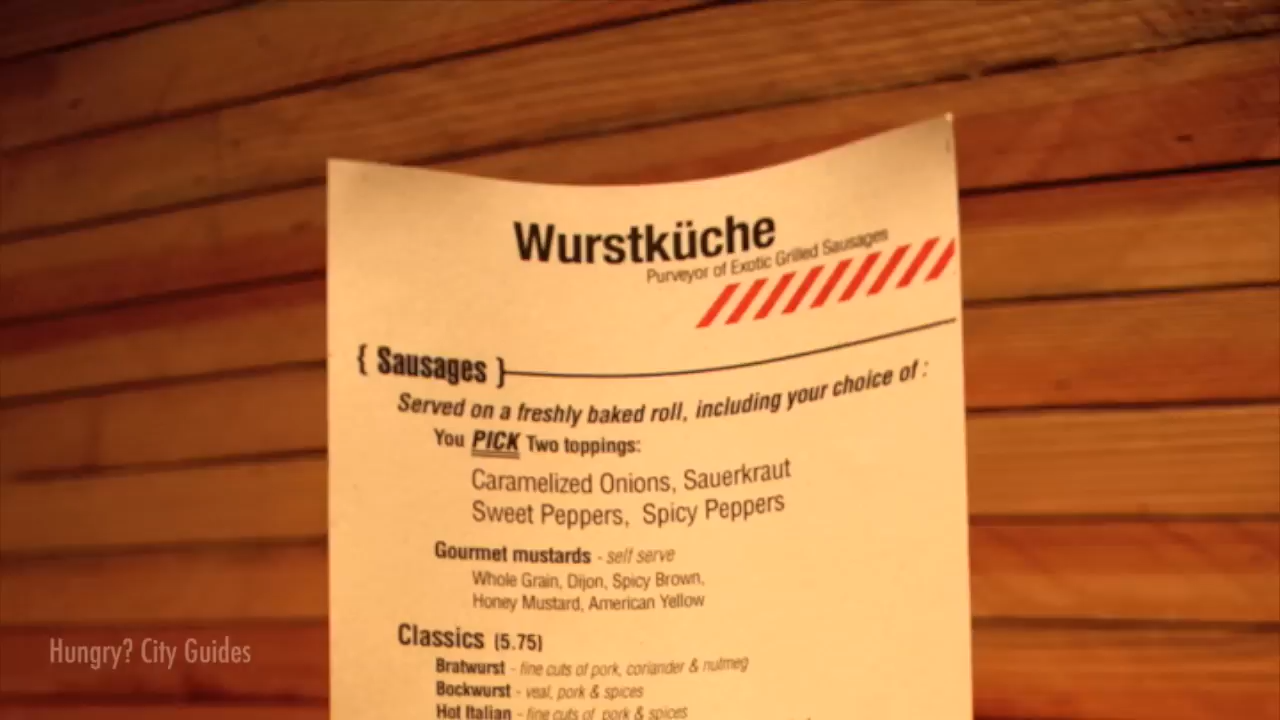 Wurstküche
Purveyor of Exotic Grilled Sausages
{ Sausages }
Served on a freshly baked roll, including your choice of :
You PICK Two toppings:
Caramelized Onions, Sauerkraut
Sweet Peppers, Spicy Peppers
Gourmet mustards - self serve
Whole Grain, Dijon, Spicy Brown,
Honey Mustard, American Yellow
Classics (5.75)
Bratwurst - fine cuts of pork, coriander & nutmeg
Bockwurst - veal, pork & spices
Hot Italian - fine cuts of pork & spices
Hungry? City Guides